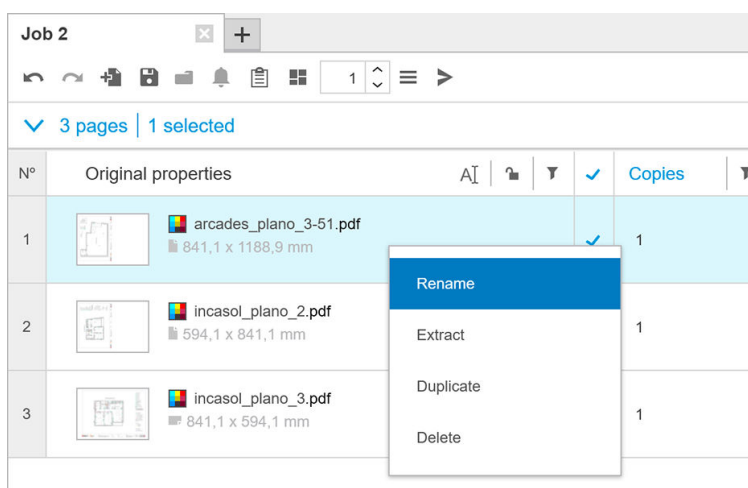 Job 2
1
3 pages | 1 selected
Nº Original properties Copies
1 arcades_plano_3-51.pdf 1
841,1 x 1188,9 mm
Rename
2 incasol_plano_2.pdf 1
594,1 x 841,1 mm
Extract
Duplicate
3 incasol_plano_3.pdf 1
841,1 x 594,1 mm
Delete